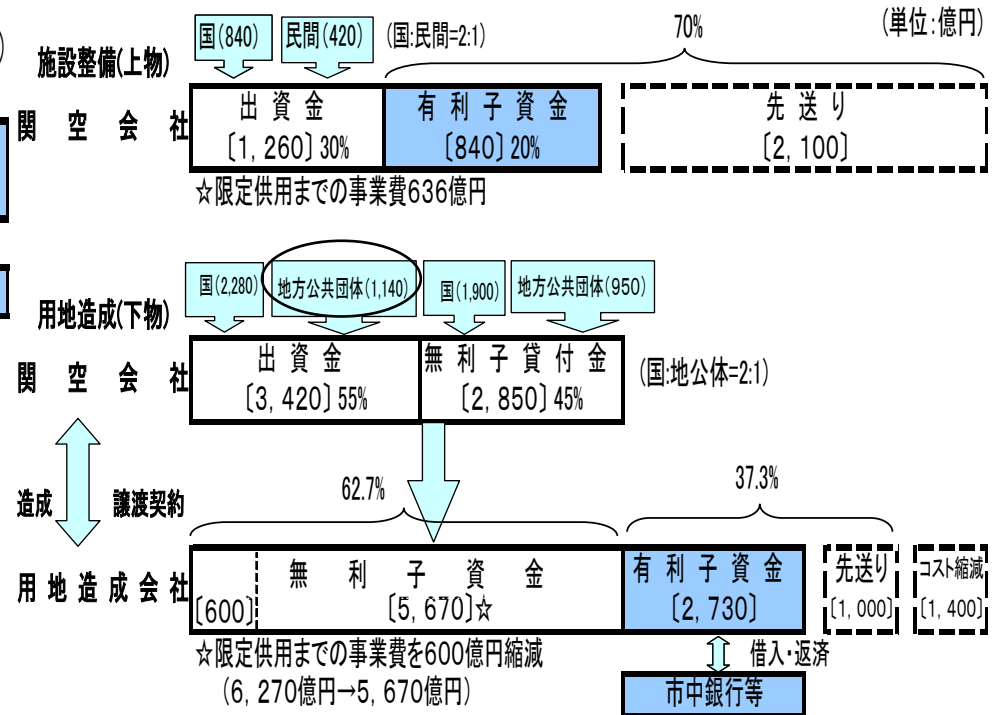 (単位:億円)
国(840) 民間(420) (国:民間=2:1) 70%
)
施設整備(上物)
関空会社
出資金 有利子資金 先送り
〔1,260〕30% 〔840〕20% 〔2,100〕
☆限定供用までの事業費636億円
国(2,280) 地方公共団体(1,140) 国(1,900) 地方公共団体(950)
用地造成(下物)
関空会社
出資金 無利子貸付金 (国:地公体=2:1)
〔3,420〕55% 〔2,850〕45%
造成 譲渡契約
62.7% 37.3%
用地造成会社
無利子資金 有利子資金 先送り コスト縮減
〔600〕 〔5,670〕☆ 〔2,730〕 〔1,000〕 〔1,400〕
☆限定供用までの事業費を600億円縮減 借入・返済
(6,270億円→5,670億円) 市中銀行等